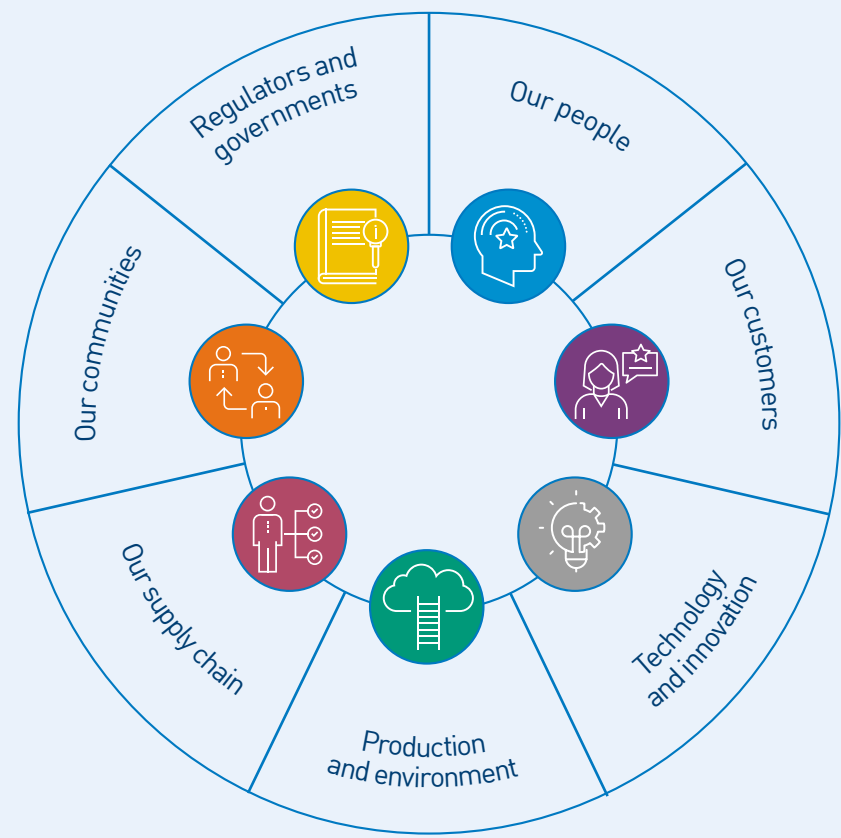 Regulators and
governments
Our people
Our customers
Technology
and innovation
Production
and environment
Our supply chain
Our communities
i